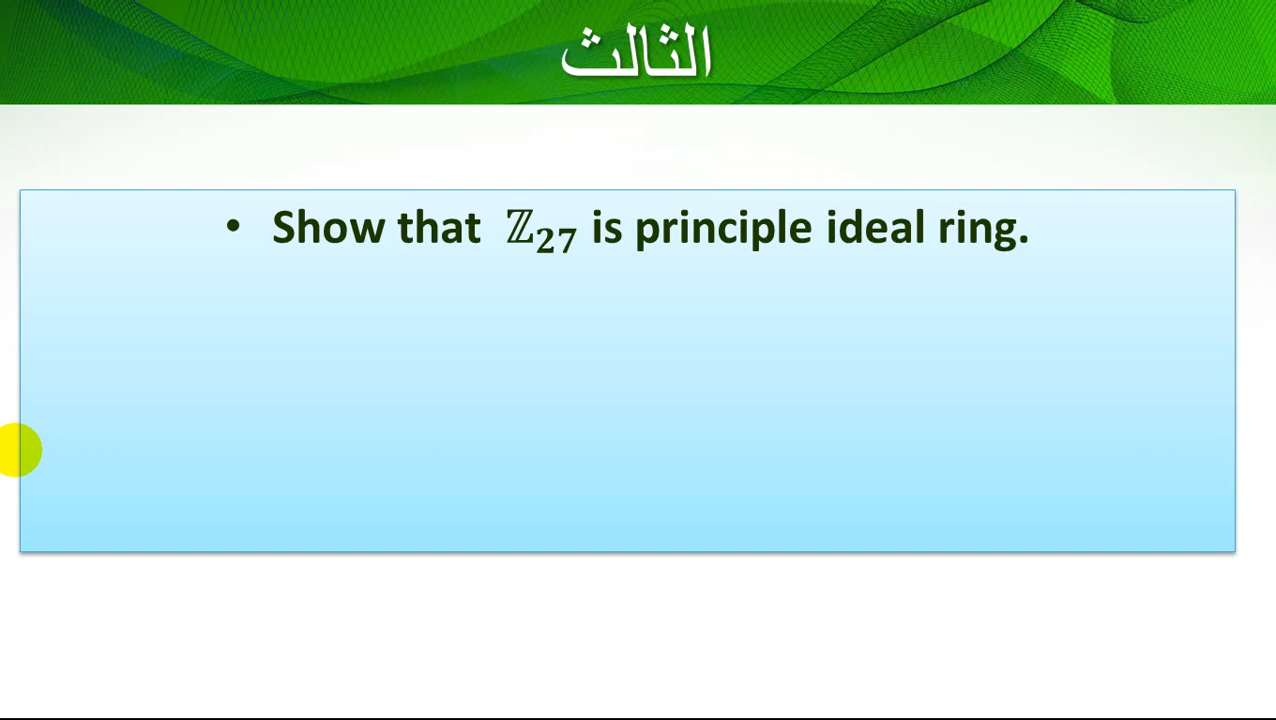 الثالث
• Show that ℤ₂₇ is principle ideal ring.